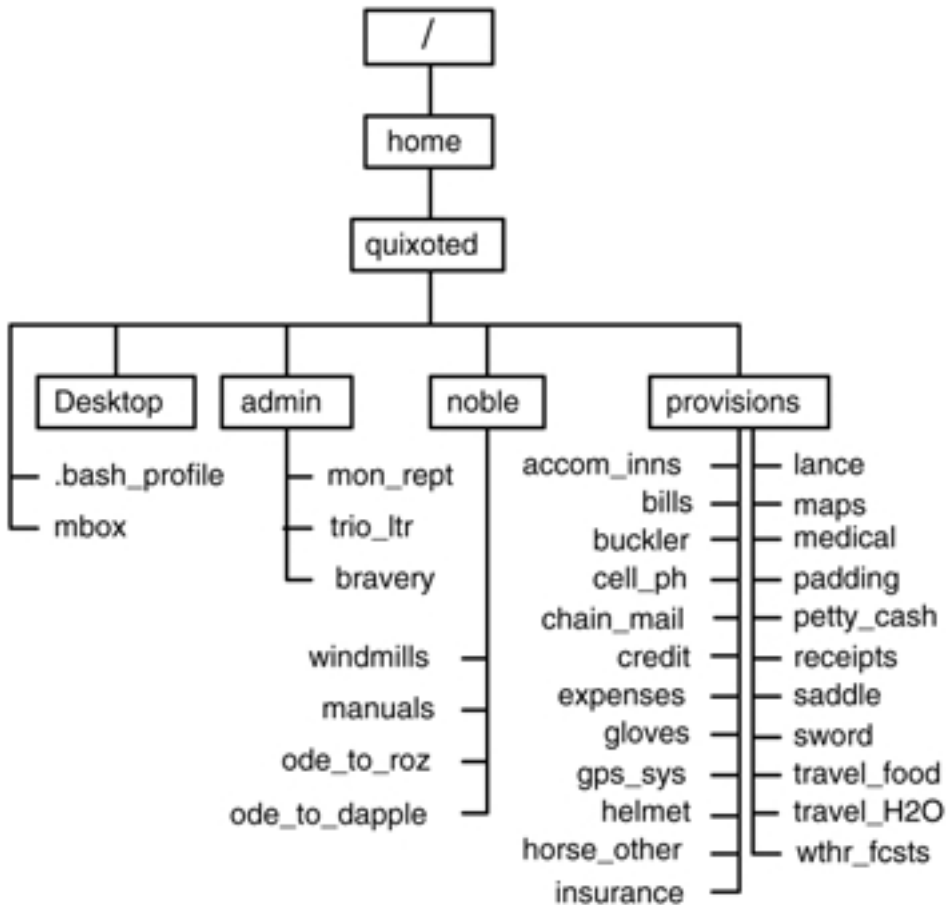 /
home
quixoted
Desktop
admin
noble
provisions
.bash_profile
mbox
mon_rept
trio_ltr
bravery
windmills
manuals
ode_to_roz
ode_to_dapple
accom_inns
bills
buckler
cell_ph
chain_mail
credit
expenses
gloves
gps_sys
helmet
horse_other
insurance
lance
maps
medical
padding
petty_cash
receipts
saddle
sword
travel_food
travel_H2O
wthr_fcsts